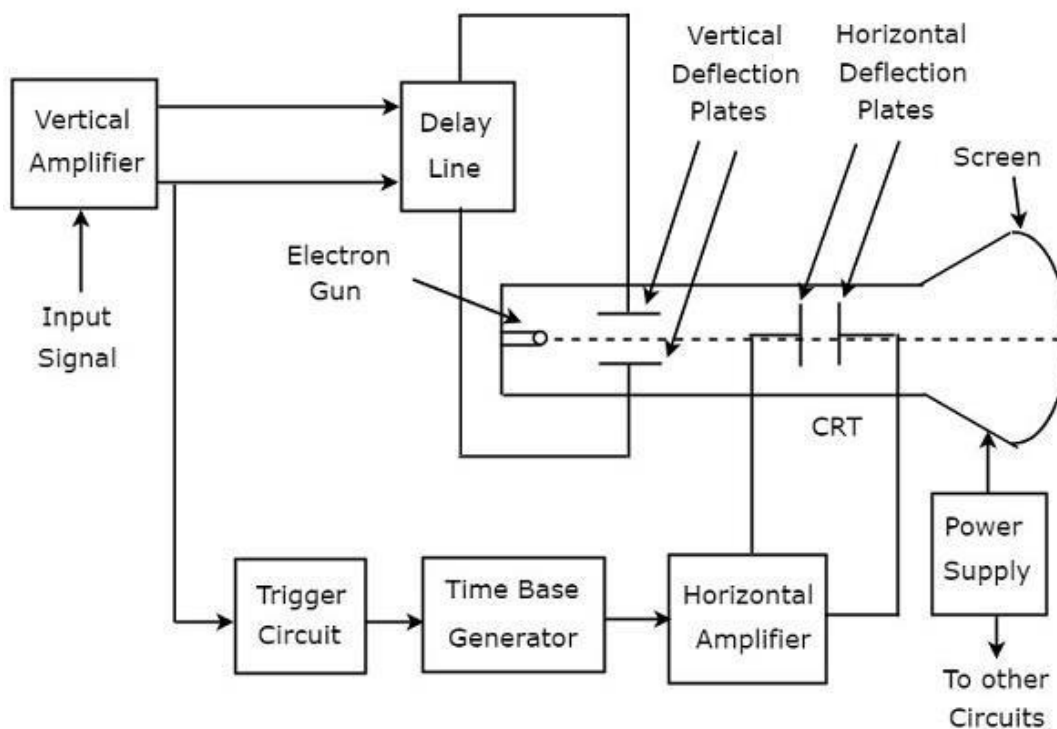 Vertical
Deflection
Plates
Horizontal
Deflection
Plates
Vertical
Amplifier
Delay
Line
Screen
Electron
Gun
Input
Signal
CRT
Power
Supply
Trigger
Circuit
Time Base
Generator
Horizontal
Amplifier
To other
Circuits